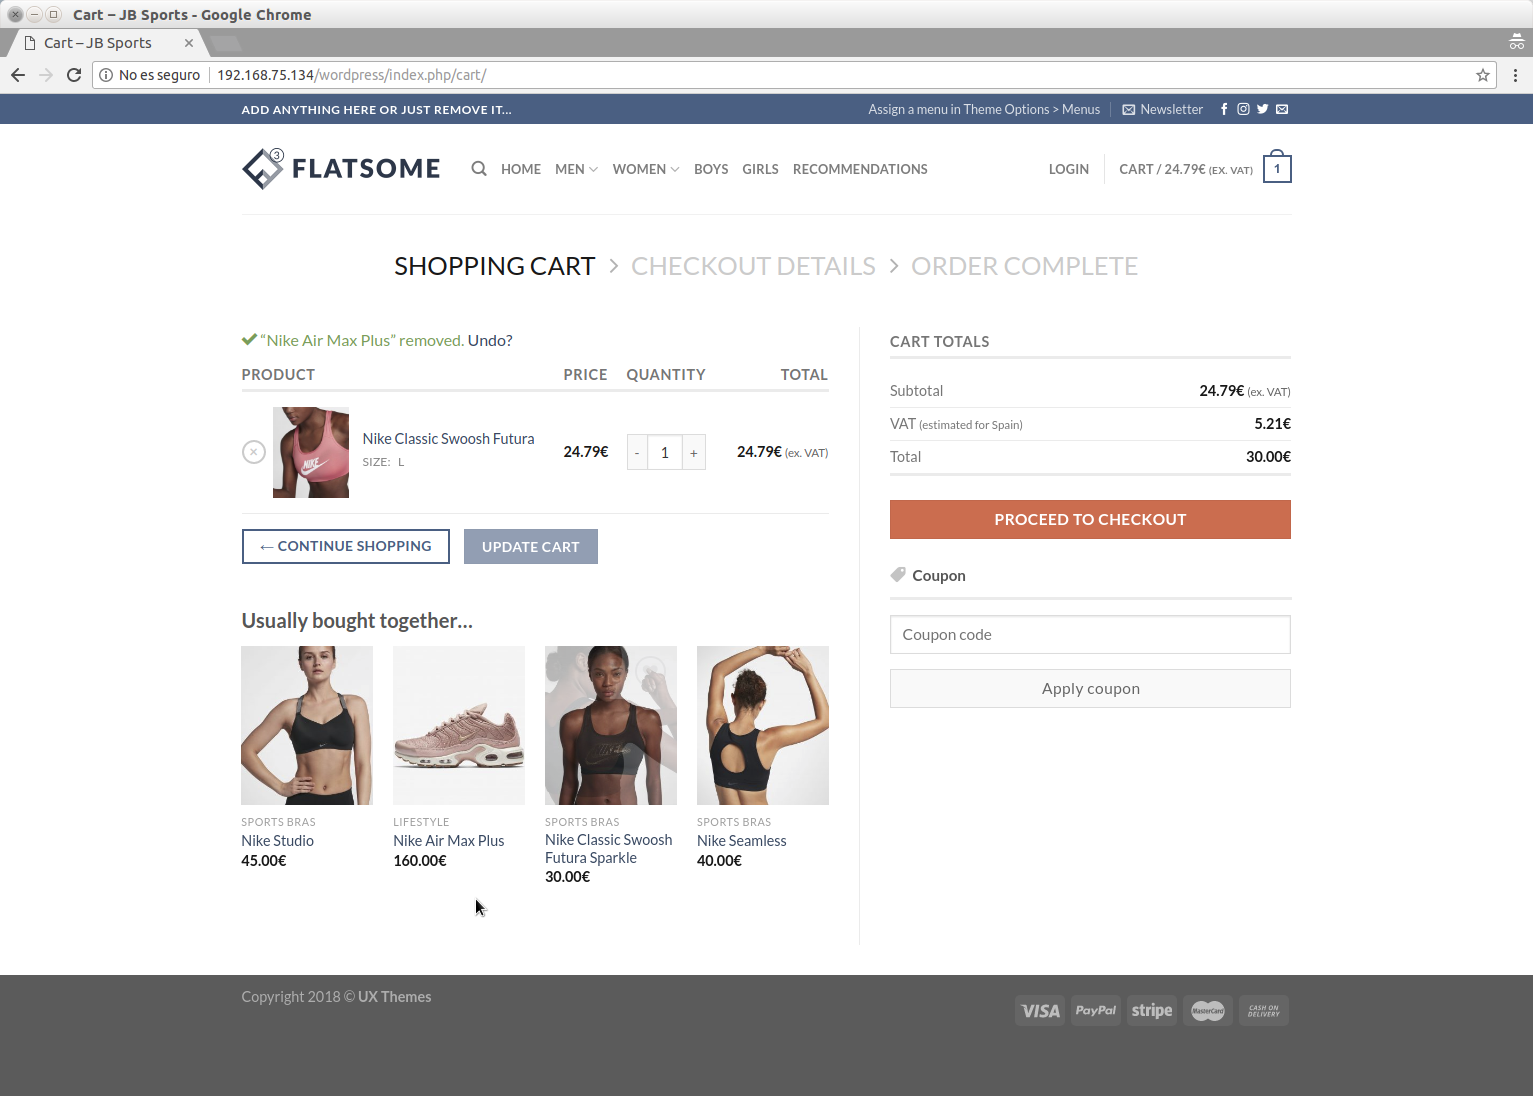 Cart – JB Sports - Google Chrome
Cart – JB Sports
No es seguro 192.168.75.134/wordpress/index.php/cart/
ADD ANYTHING HERE OR JUST REMOVE IT...
Assign a menu in Theme Options > Menus Newsletter
3
FLATSOME
HOME MEN WOMEN BOYS GIRLS RECOMMENDATIONS
LOGIN CART / 24.79€ (EX. VAT) 1
SHOPPING CART > CHECKOUT DETAILS > ORDER COMPLETE
“Nike Air Max Plus” removed. Undo?
PRODUCT PRICE QUANTITY TOTAL
× NIKE Nike Classic Swoosh Futura
SIZE: L
24.79€ - 1 + 24.79€ (ex. VAT)
← CONTINUE SHOPPING UPDATE CART
CART TOTALS
Subtotal 24.79€ (ex. VAT)
VAT (estimated for Spain) 5.21€
Total 30.00€
PROCEED TO CHECKOUT
Coupon
Coupon code
Apply coupon
Usually bought together...
NIKE
SPORTS BRAS
Nike Studio
45.00€
LIFESTYLE
Nike Air Max Plus
160.00€
SPORTS BRAS
Nike Classic Swoosh
Futura Sparkle
30.00€
SPORTS BRAS
Nike Seamless
40.00€
Copyright 2018 © UX Themes
VISA PayPal stripe MasterCard CASH ON
DELIVERY